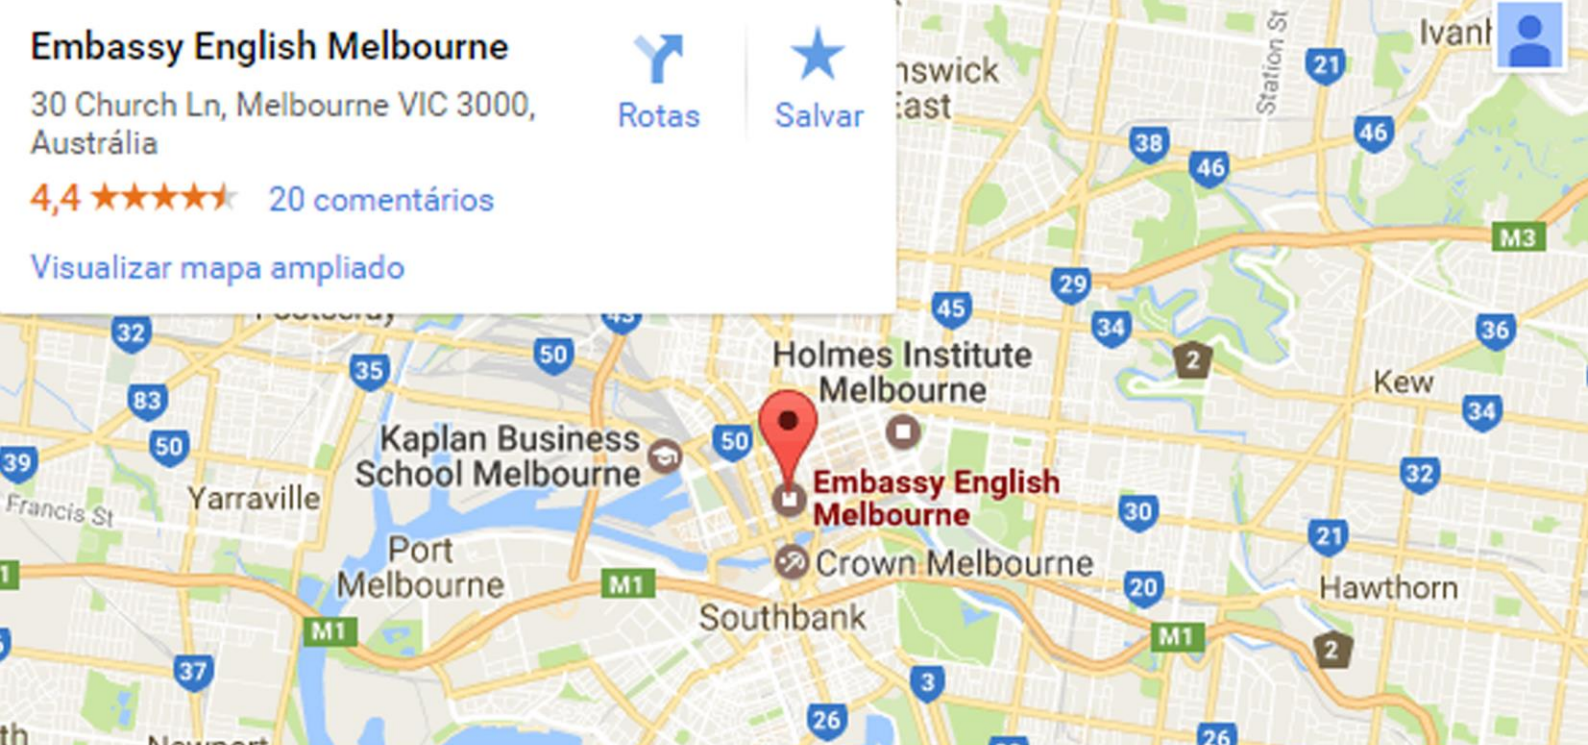 Embassy English Melbourne
30 Church Ln, Melbourne VIC 3000,
Austrália
4,4
20 comentários
Visualizar mapa ampliado
Rotas
Salvar
East
Station St
21
38
46
46
M3
29
45
34
36
2
32
50
35
Holmes Institute
Melbourne
Kew
83
34
Kaplan Business
School Melbourne
50
50
39
32
Embassy English
Melbourne
Yarraville
Francis St
30
21
Port
Melbourne
Crown Melbourne
M1
20
Hawthorn
Southbank
M1
M1
2
37
3
26
26
Newport